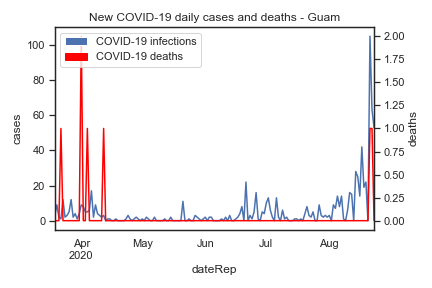 New COVID-19 daily cases and deaths - Guam
COVID-19 infections
COVID-19 deaths
100
80
60
40
20
0
cases
2.00
1.75
1.50
1.25
1.00
0.75
0.50
0.25
0.00
deaths
Apr
2020
May
Jun
Jul
Aug
dateRep